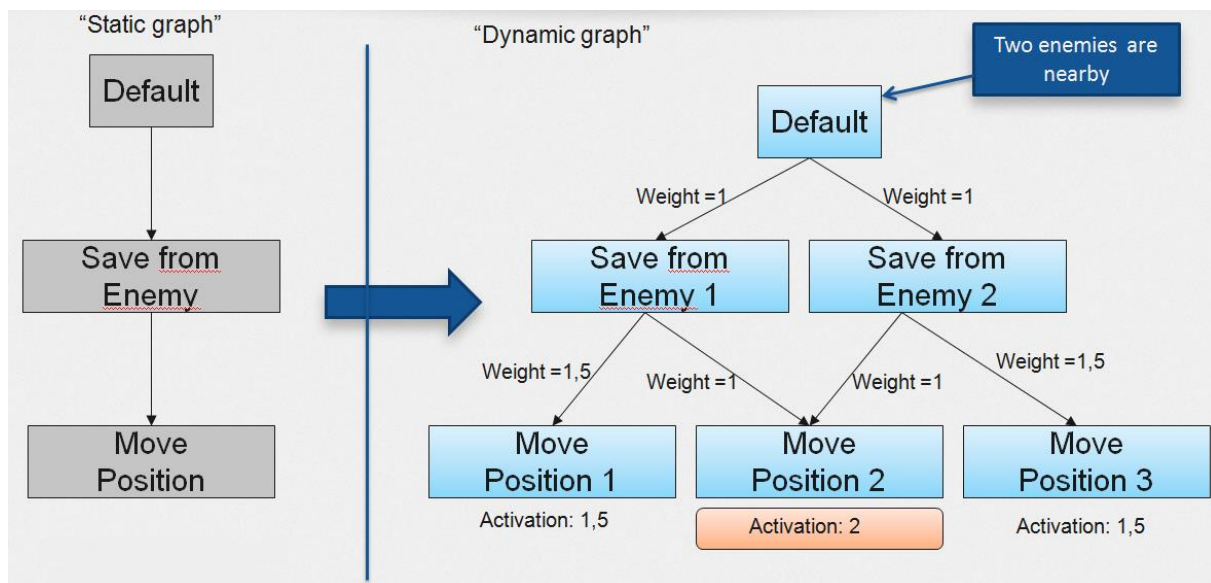 “Static graph”
Default
Save from
Enemy
Move
Position
“Dynamic graph”
Two enemies are
nearby
Default
Weight =1
Weight =1
Save from
Enemy 1
Save from
Enemy 2
Weight =1,5
Weight =1
Weight =1
Weight =1,5
Move
Position 1
Move
Position 2
Move
Position 3
Activation: 1,5
Activation: 2
Activation: 1,5